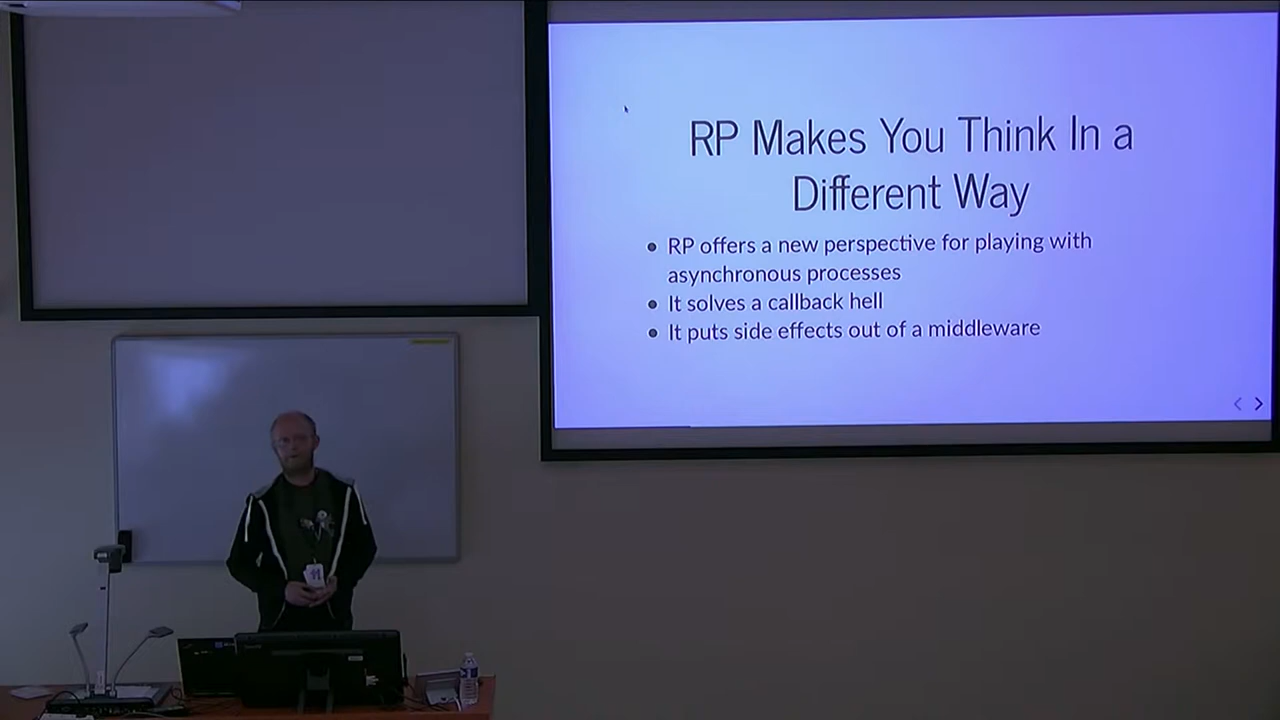 RP Makes You Think In a
Different Way
RP offers a new perspective for playing with
asynchronous processes
It solves a callback hell
It puts side effects out of a middleware